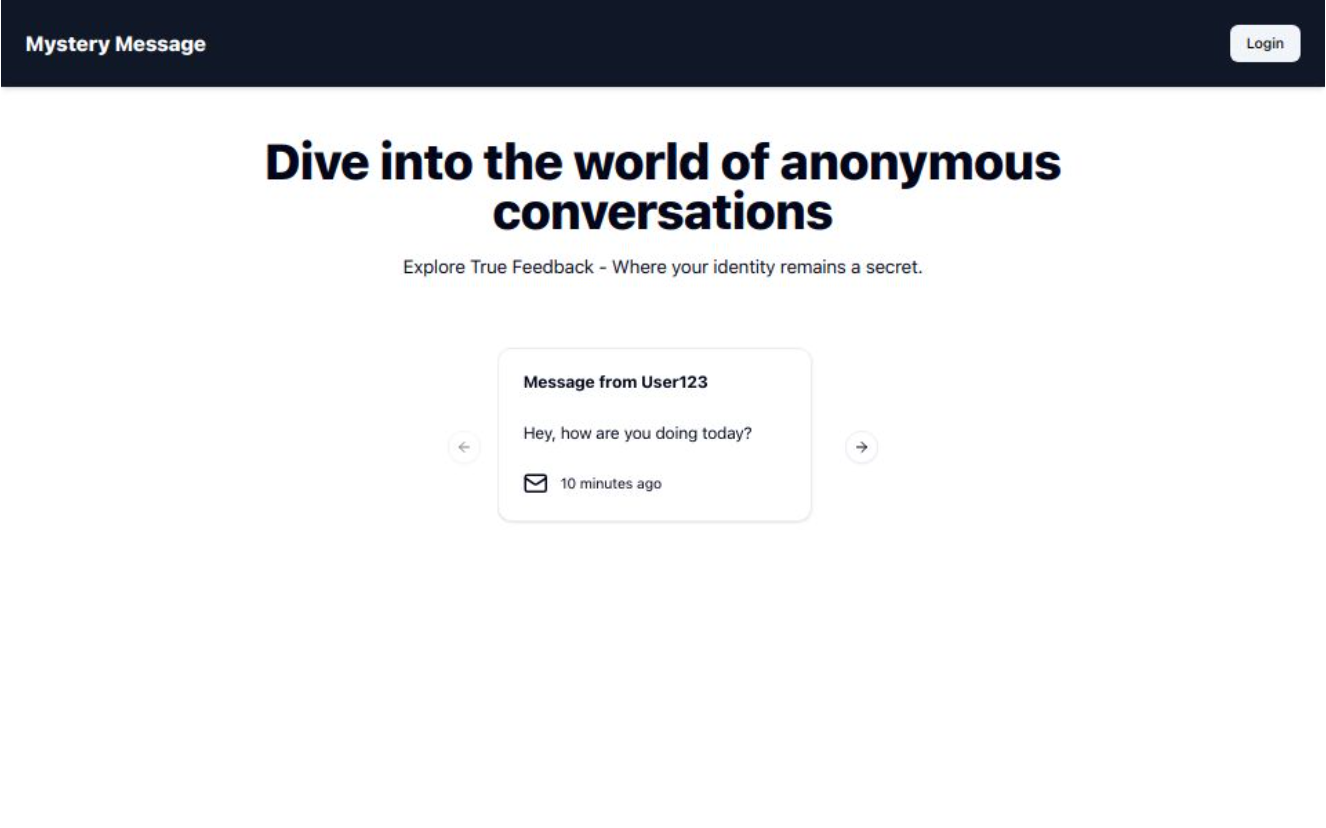 Mystery Message
Login
Dive into the world of anonymous
conversations
Explore True Feedback - Where your identity remains a secret.
Message from User123
Hey, how are you doing today?
10 minutes ago